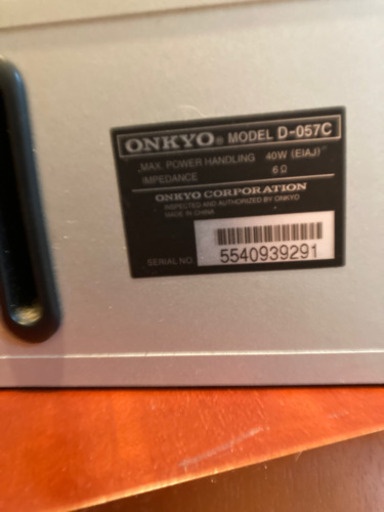 ONKYO® MODEL D-057C
MAX. POWER HANDLING 40W (EIAJ)
IMPEDANCE 6 Ω
ONKYO CORPORATION
INSPECTED AND AUTHORIZED BY ONKYO
MADE IN CHINA
SERIAL NO. 5540939291